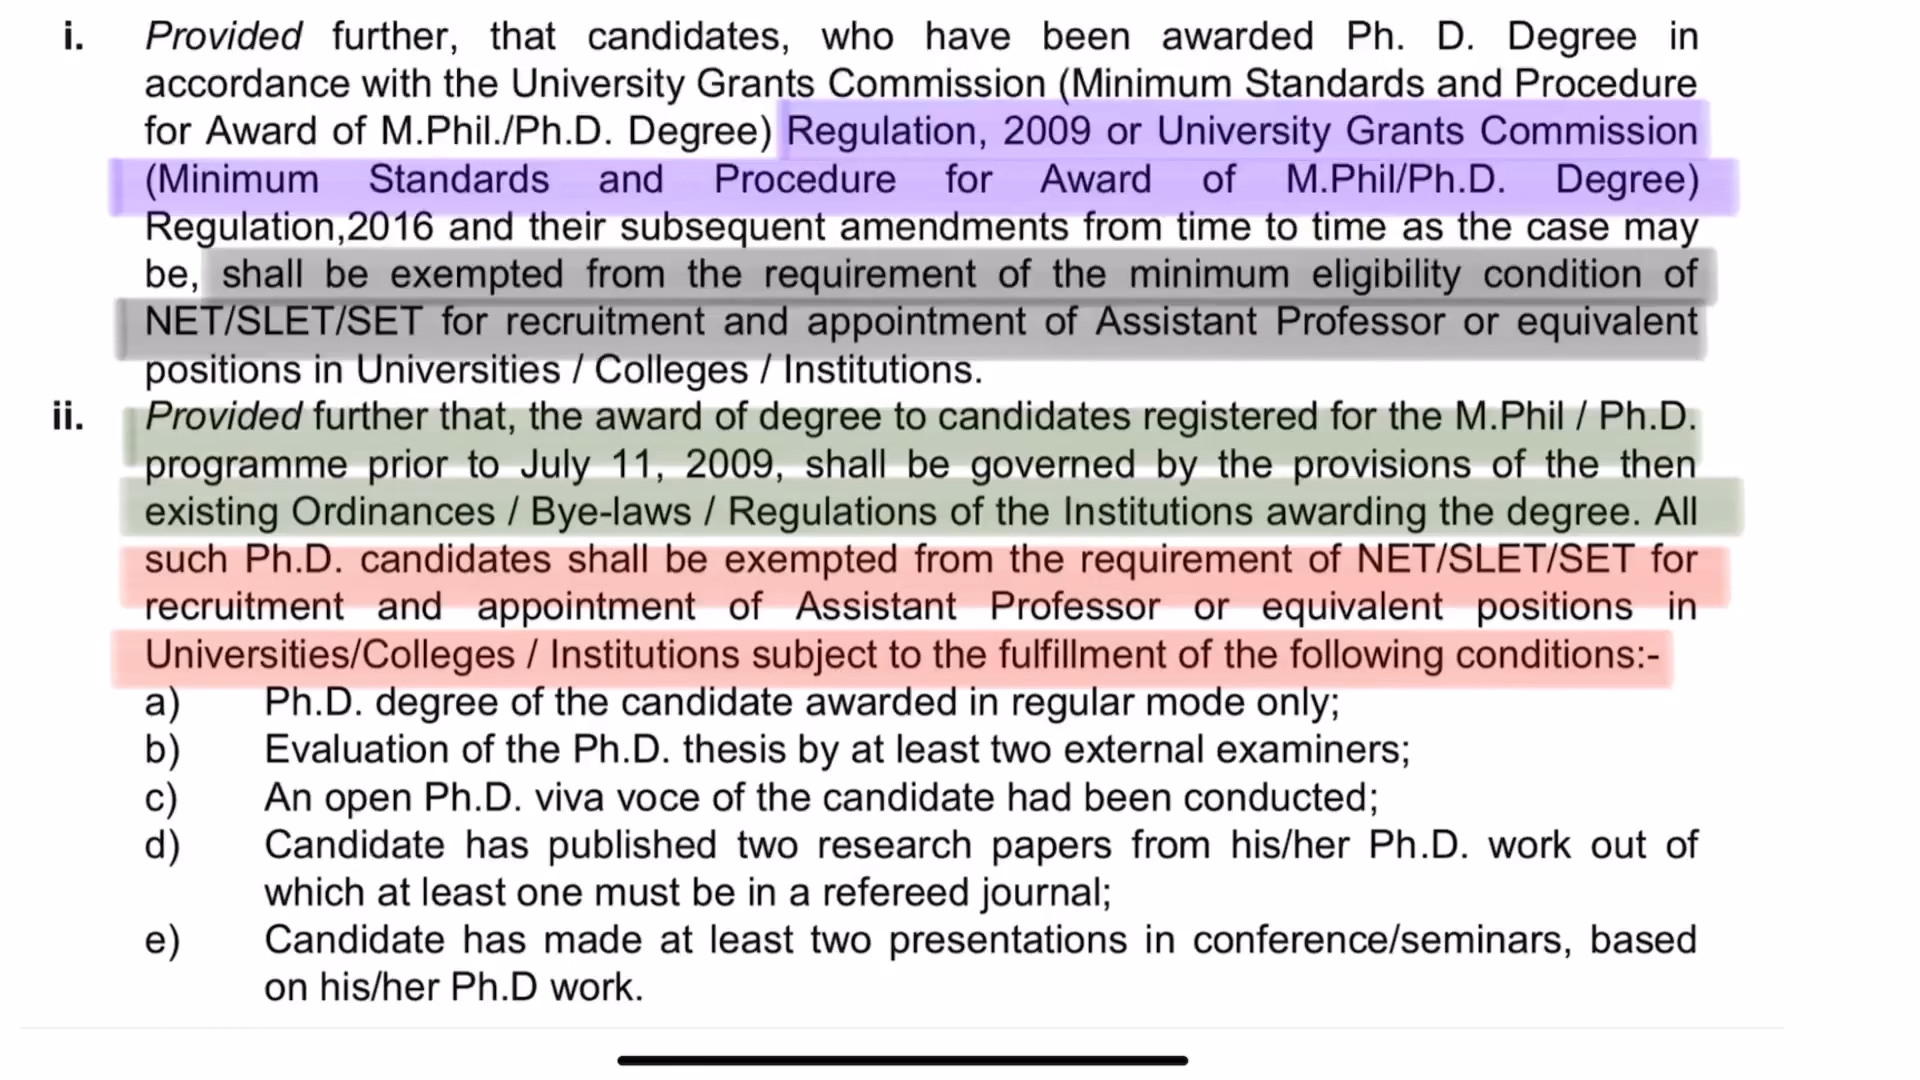 i. Provided further, that candidates, who have been awarded Ph. D. Degree in
accordance with the University Grants Commission (Minimum Standards and Procedure
for Award of M.Phil./Ph.D. Degree) Regulation, 2009 or University Grants Commission
(Minimum Standards and Procedure for Award of M.Phil/Ph.D. Degree)
Regulation,2016 and their subsequent amendments from time to time as the case may
be, shall be exempted from the requirement of the minimum eligibility condition of
NET/SLET/SET for recruitment and appointment of Assistant Professor or equivalent
positions in Universities / Colleges / Institutions.
ii. Provided further that, the award of degree to candidates registered for the M.Phil / Ph.D.
programme prior to July 11, 2009, shall be governed by the provisions of the then
existing Ordinances / Bye-laws / Regulations of the Institutions awarding the degree. All
such Ph.D. candidates shall be exempted from the requirement of NET/SLET/SET for
recruitment and appointment of Assistant Professor or equivalent positions in
Universities/Colleges / Institutions subject to the fulfillment of the following conditions:-
a) Ph.D. degree of the candidate awarded in regular mode only;
b) Evaluation of the Ph.D. thesis by at least two external examiners;
c) An open Ph.D. viva voce of the candidate had been conducted;
d) Candidate has published two research papers from his/her Ph.D. work out of
which at least one must be in a refereed journal;
e) Candidate has made at least two presentations in conference/seminars, based
on his/her Ph.D work.